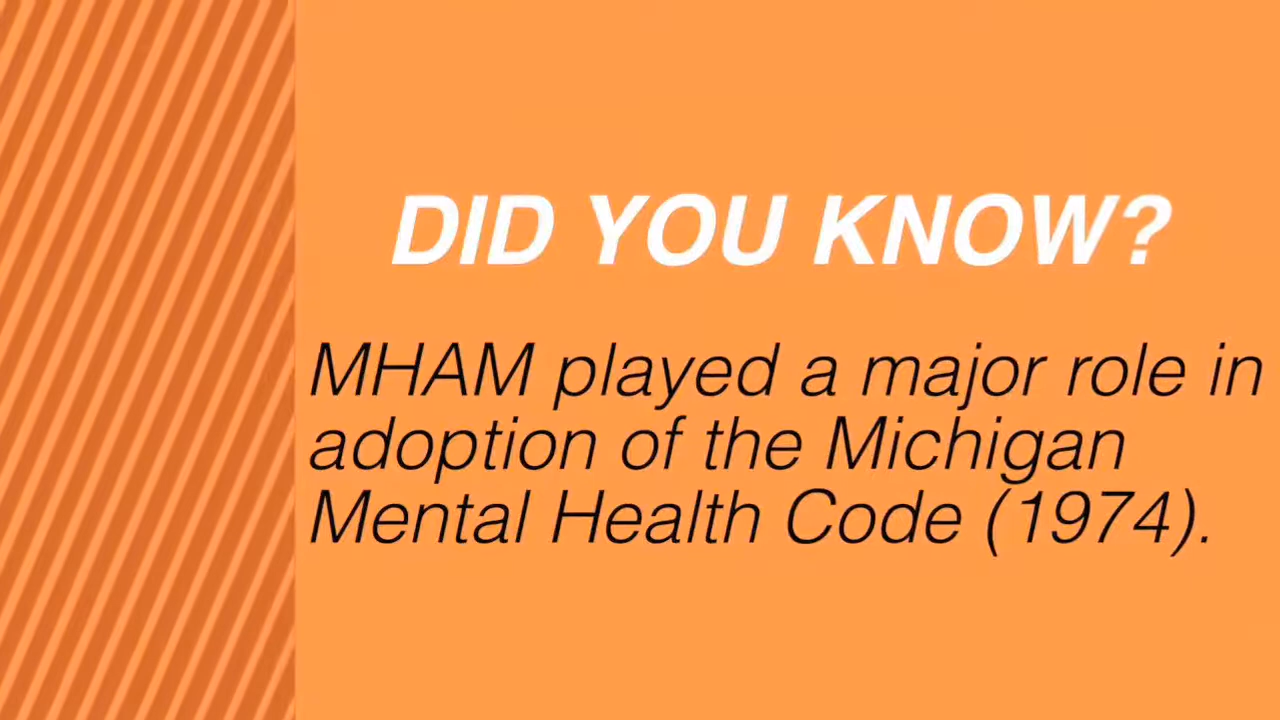 DID YOU KNOW?
MHAM played a major role in
adoption of the Michigan
Mental Health Code (1974).